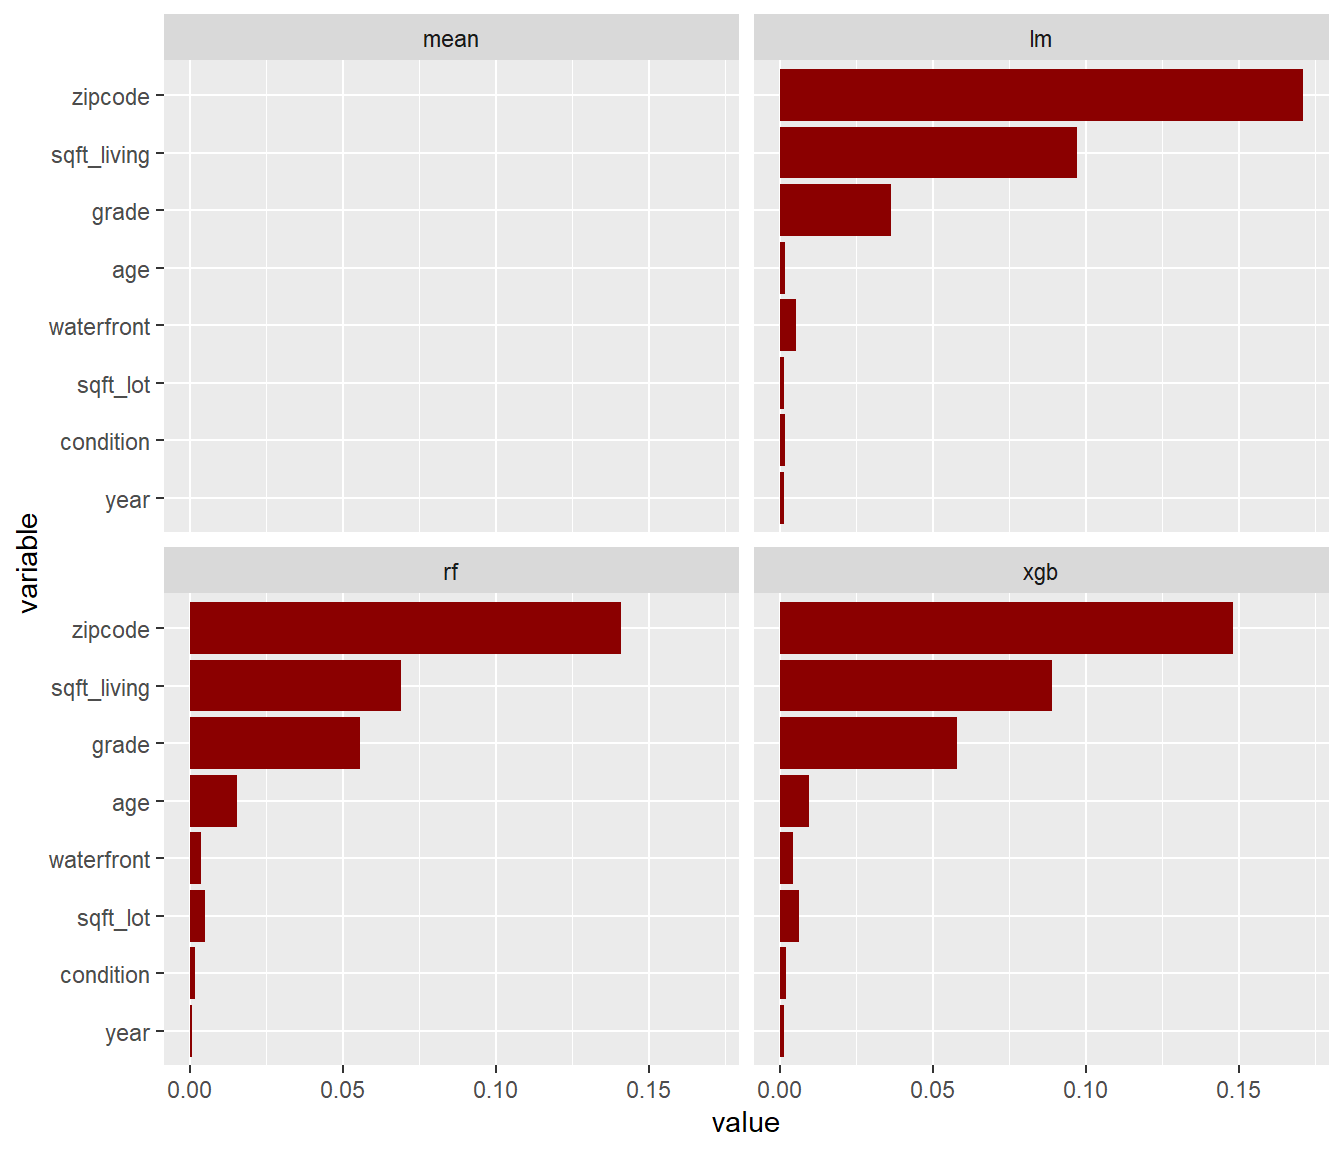 mean
lm
zipcode
sqft_living
grade
age
waterfront
sqft_lot
condition
year
variable
rf
xgb
zipcode
sqft_living
grade
age
waterfront
sqft_lot
condition
year
0.00 0.05 0.10 0.15
0.00 0.05 0.10 0.15
value